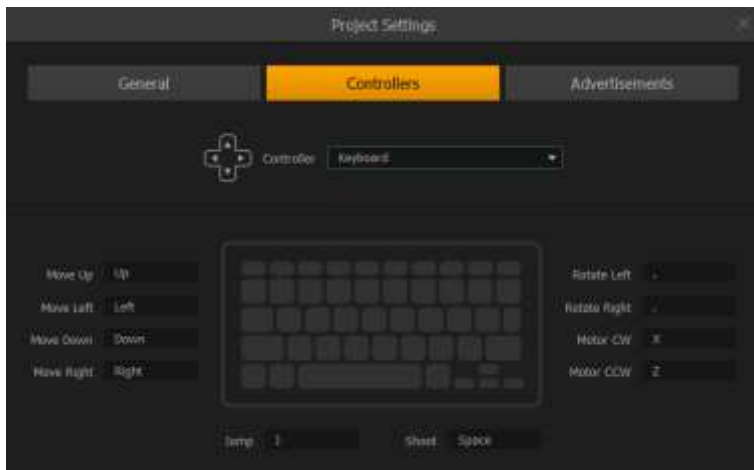 Project Settings
General
Controllers
Advertisements
Controller
Keyboard
Move Up
Up
Move Left
Left
Move Down
Down
Move Right
Right
Rotate Left
Rotate Right
Motor CW
X
Motor CCW
Z
Jump
Shoot
Space